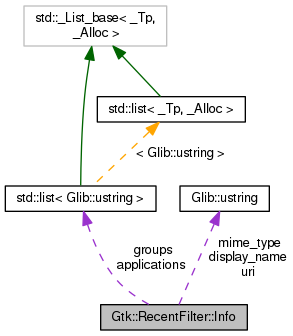 std::_List_base< _Tp,
_Alloc >
std::list< _Tp, _Alloc >
< Glib::ustring >
std::list< Glib::ustring >
Glib::ustring
groups
applications
mime_type
display_name
uri
Gtk::RecentFilter::Info